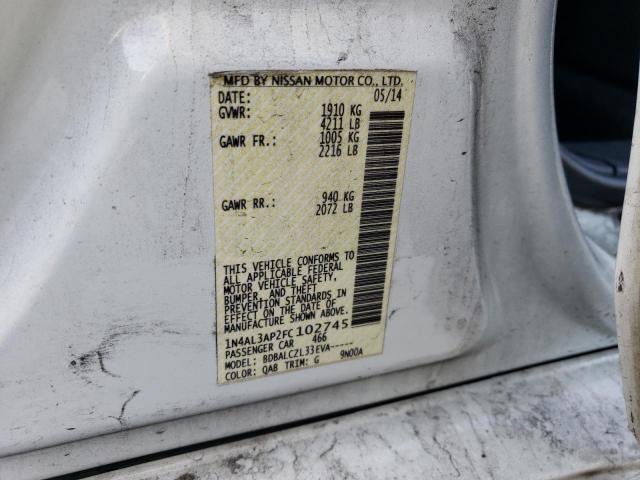 MFD BY NISSAN MOTOR CO., LTD.
DATE: 05/14
GVWR: 1910 KG
4211 LB
GAWR FR.: 1005 KG
2216 LB
GAWR RR.: 940 KG
2072 LB
THIS VEHICLE CONFORMS TO
ALL APPLICABLE FEDERAL
MOTOR VEHICLE SAFETY,
BUMPER, AND THEFT
PREVENTION STANDARDS IN
EFFECT ON THE DATE OF
MANUFACTURE SHOWN ABOVE.
1N4AL3AP2FC102745
PASSENGER CAR 466
MODEL: BDBALCZL33EVA-----
COLOR: QAB TRIM: G 9N00A